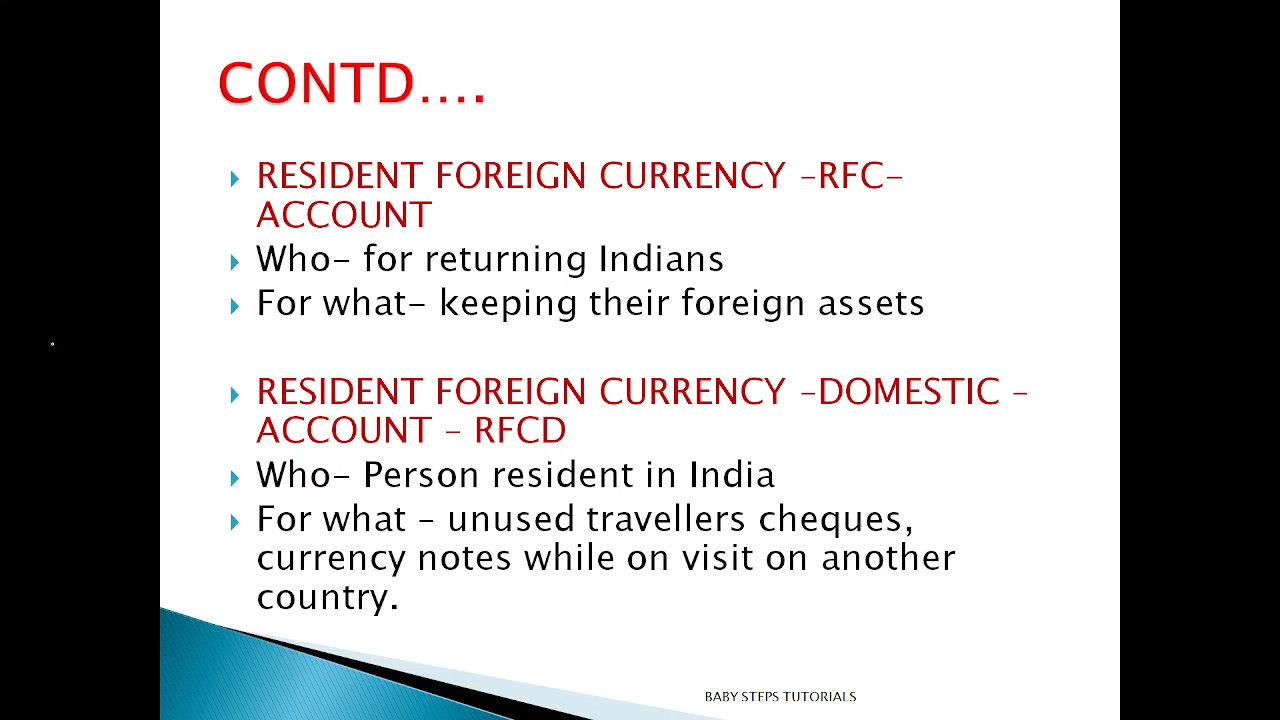 CONTD....
RESIDENT FOREIGN CURRENCY -RFC-
ACCOUNT
Who- for returning Indians
For what- keeping their foreign assets
RESIDENT FOREIGN CURRENCY -DOMESTIC -
ACCOUNT - RFCD
Who- Person resident in India
For what – unused travellers cheques,
currency notes while on visit on another
country.
BABY STEPS TUTORIALS